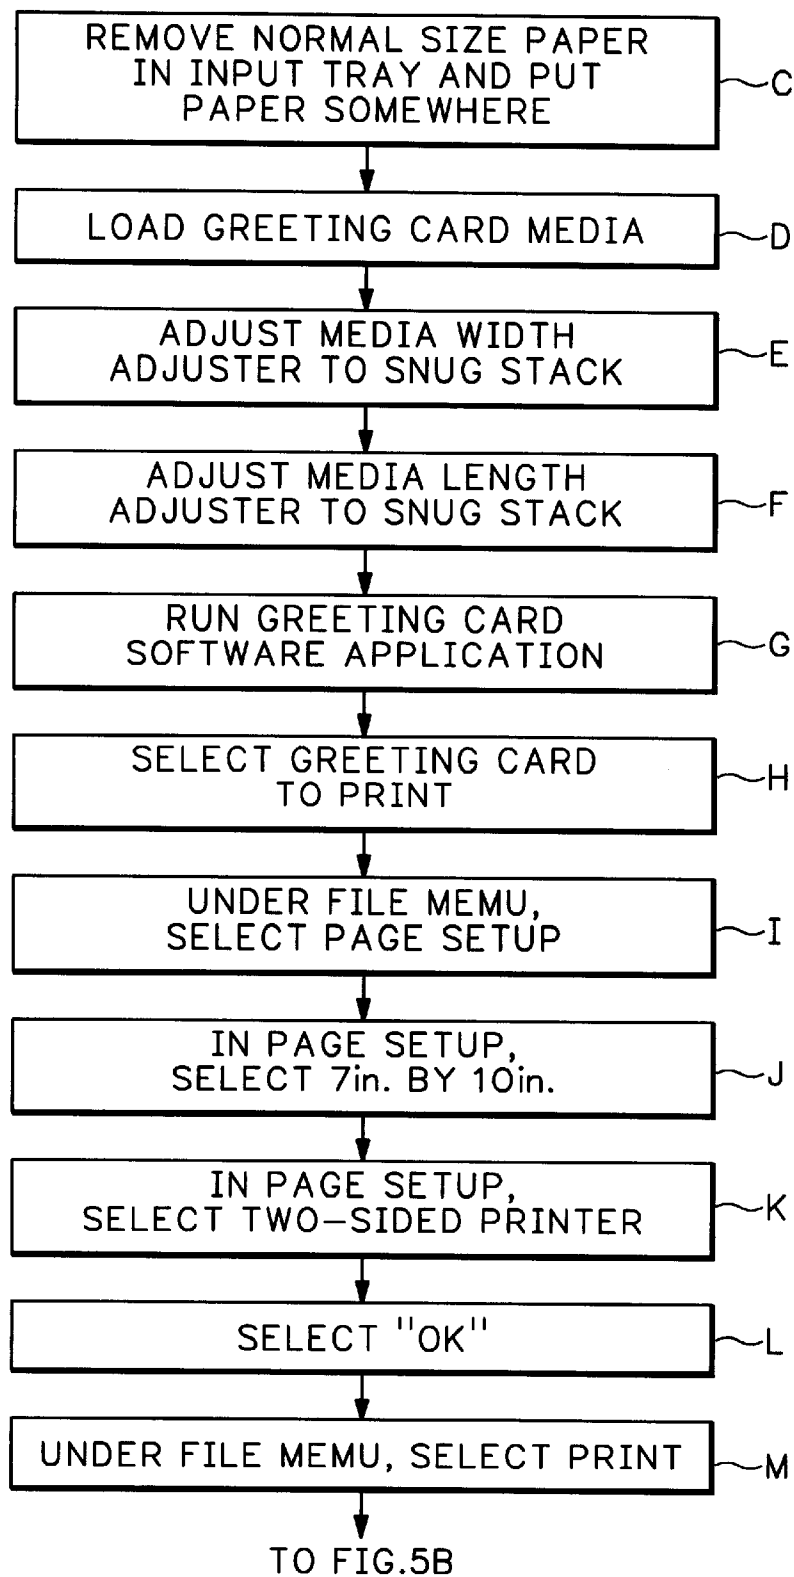 REMOVE NORMAL SIZE PAPER
IN INPUT TRAY AND PUT
PAPER SOMEWHERE
C
LOAD GREETING CARD MEDIA
D
ADJUST MEDIA WIDTH
ADJUSTER TO SNUG STACK
E
ADJUST MEDIA LENGTH
ADJUSTER TO SNUG STACK
F
RUN GREETING CARD
SOFTWARE APPLICATION
G
SELECT GREETING CARD
TO PRINT
H
UNDER FILE MEMU,
SELECT PAGE SETUP
I
IN PAGE SETUP,
SELECT 7in. BY 10in.
J
IN PAGE SETUP,
SELECT TWO-SIDED PRINTER
K
SELECT "OK"
L
UNDER FILE MEMU, SELECT PRINT
M
TO FIG.5B